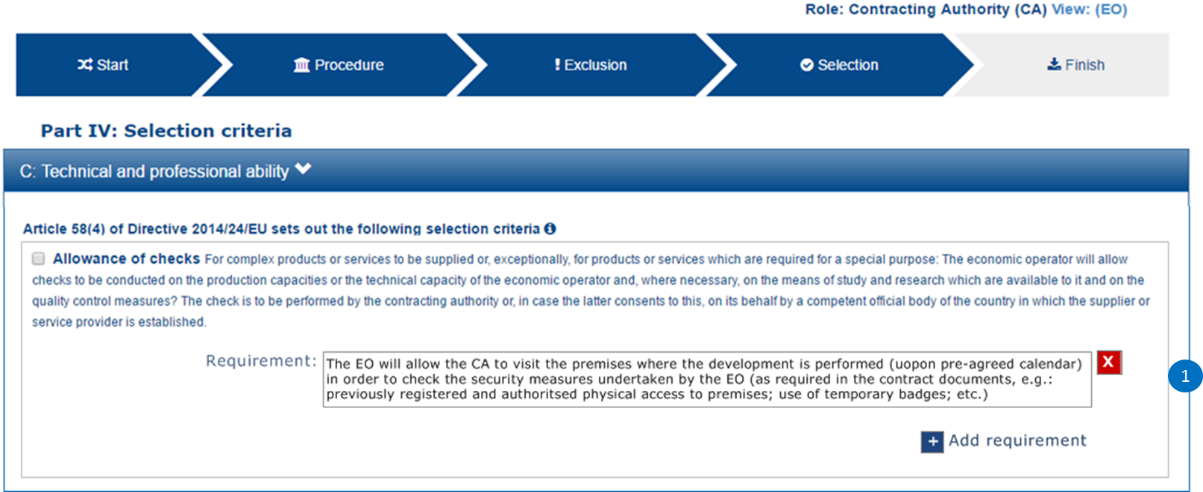 Role: Contracting Authority (CA) View: (EO)
Start
Procedure
Exclusion
Selection
Finish
Part IV: Selection criteria
C: Technical and professional ability
Article 58(4) of Directive 2014/24/EU sets out the following selection criteria
Allowance of checks For complex products or services to be supplied or, exceptionally, for products or services which are required for a special purpose: The economic operator will allow
checks to be conducted on the production capacities or the technical capacity of the economic operator and, where necessary, on the means of study and research which are available to it and on the
quality control measures? The check is to be performed by the contracting authority or, in case the latter consents to this, on its behalf by a competent official body of the country in which the supplier or
service provider is established.
Requirement:
The EO will allow the CA to visit the premises where the development is performed (uopon pre-agreed calendar)
in order to check the security measures undertaken by the EO (as required in the contract documents, e.g.:
previously registered and authoritsed physical access to premises; use of temporary badges; etc.)
X
1
+ Add requirement